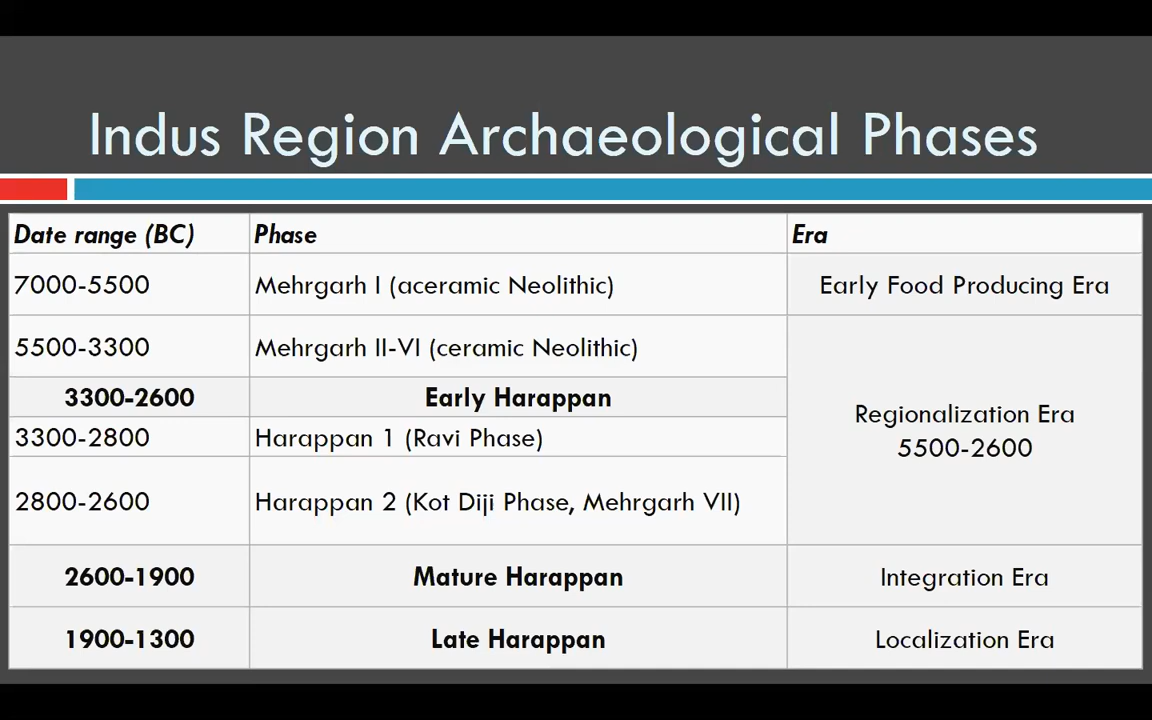 Indus Region Archaeological Phases
Date range (BC) Phase Era
7000-5500 Mehrgarh I (aceramic Neolithic) Early Food Producing Era
5500-3300 Mehrgarh II-VI (ceramic Neolithic)
3300-2600 Early Harappan
Regionalization Era
5500-2600
3300-2800 Harappan 1 (Ravi Phase)
2800-2600 Harappan 2 (Kot Diji Phase, Mehrgarh VII)
2600-1900 Mature Harappan Integration Era
1900-1300 Late Harappan Localization Era